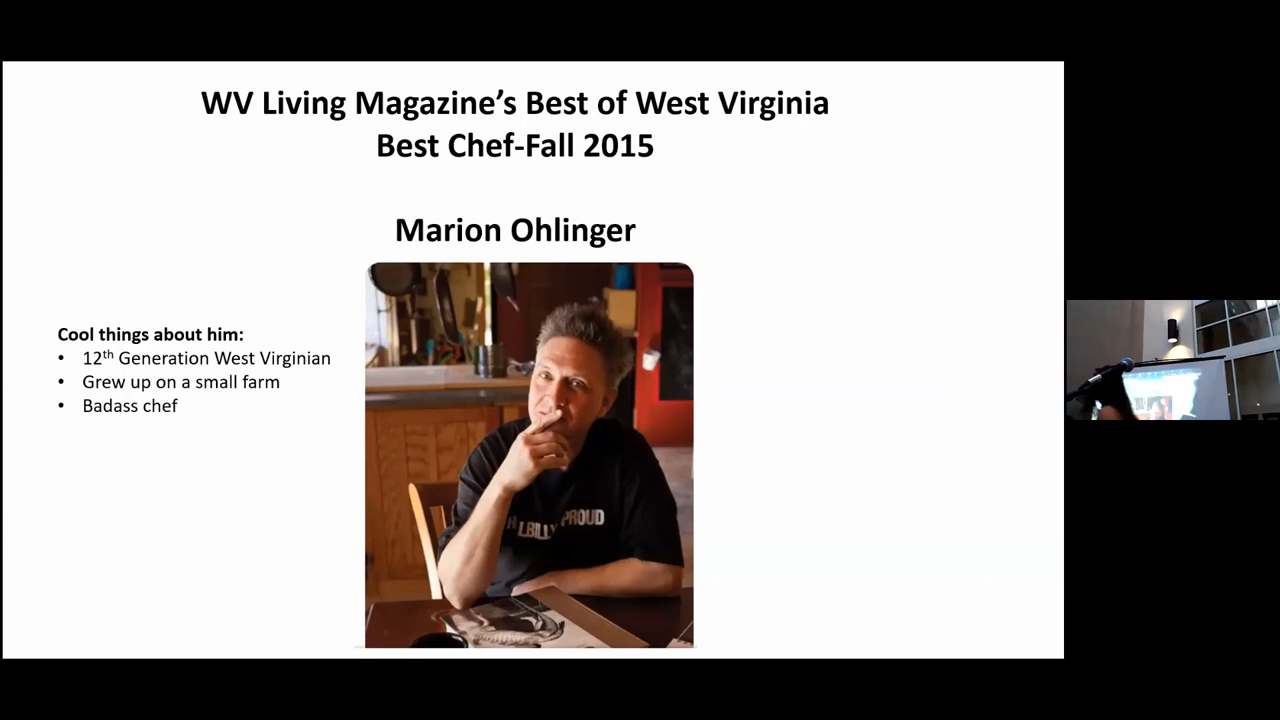 WV Living Magazine’s Best of West Virginia
Best Chef-Fall 2015
Marion Ohlinger
Cool things about him:
• 12th Generation West Virginian
• Grew up on a small farm
• Badass chef
LBILLY PROUD